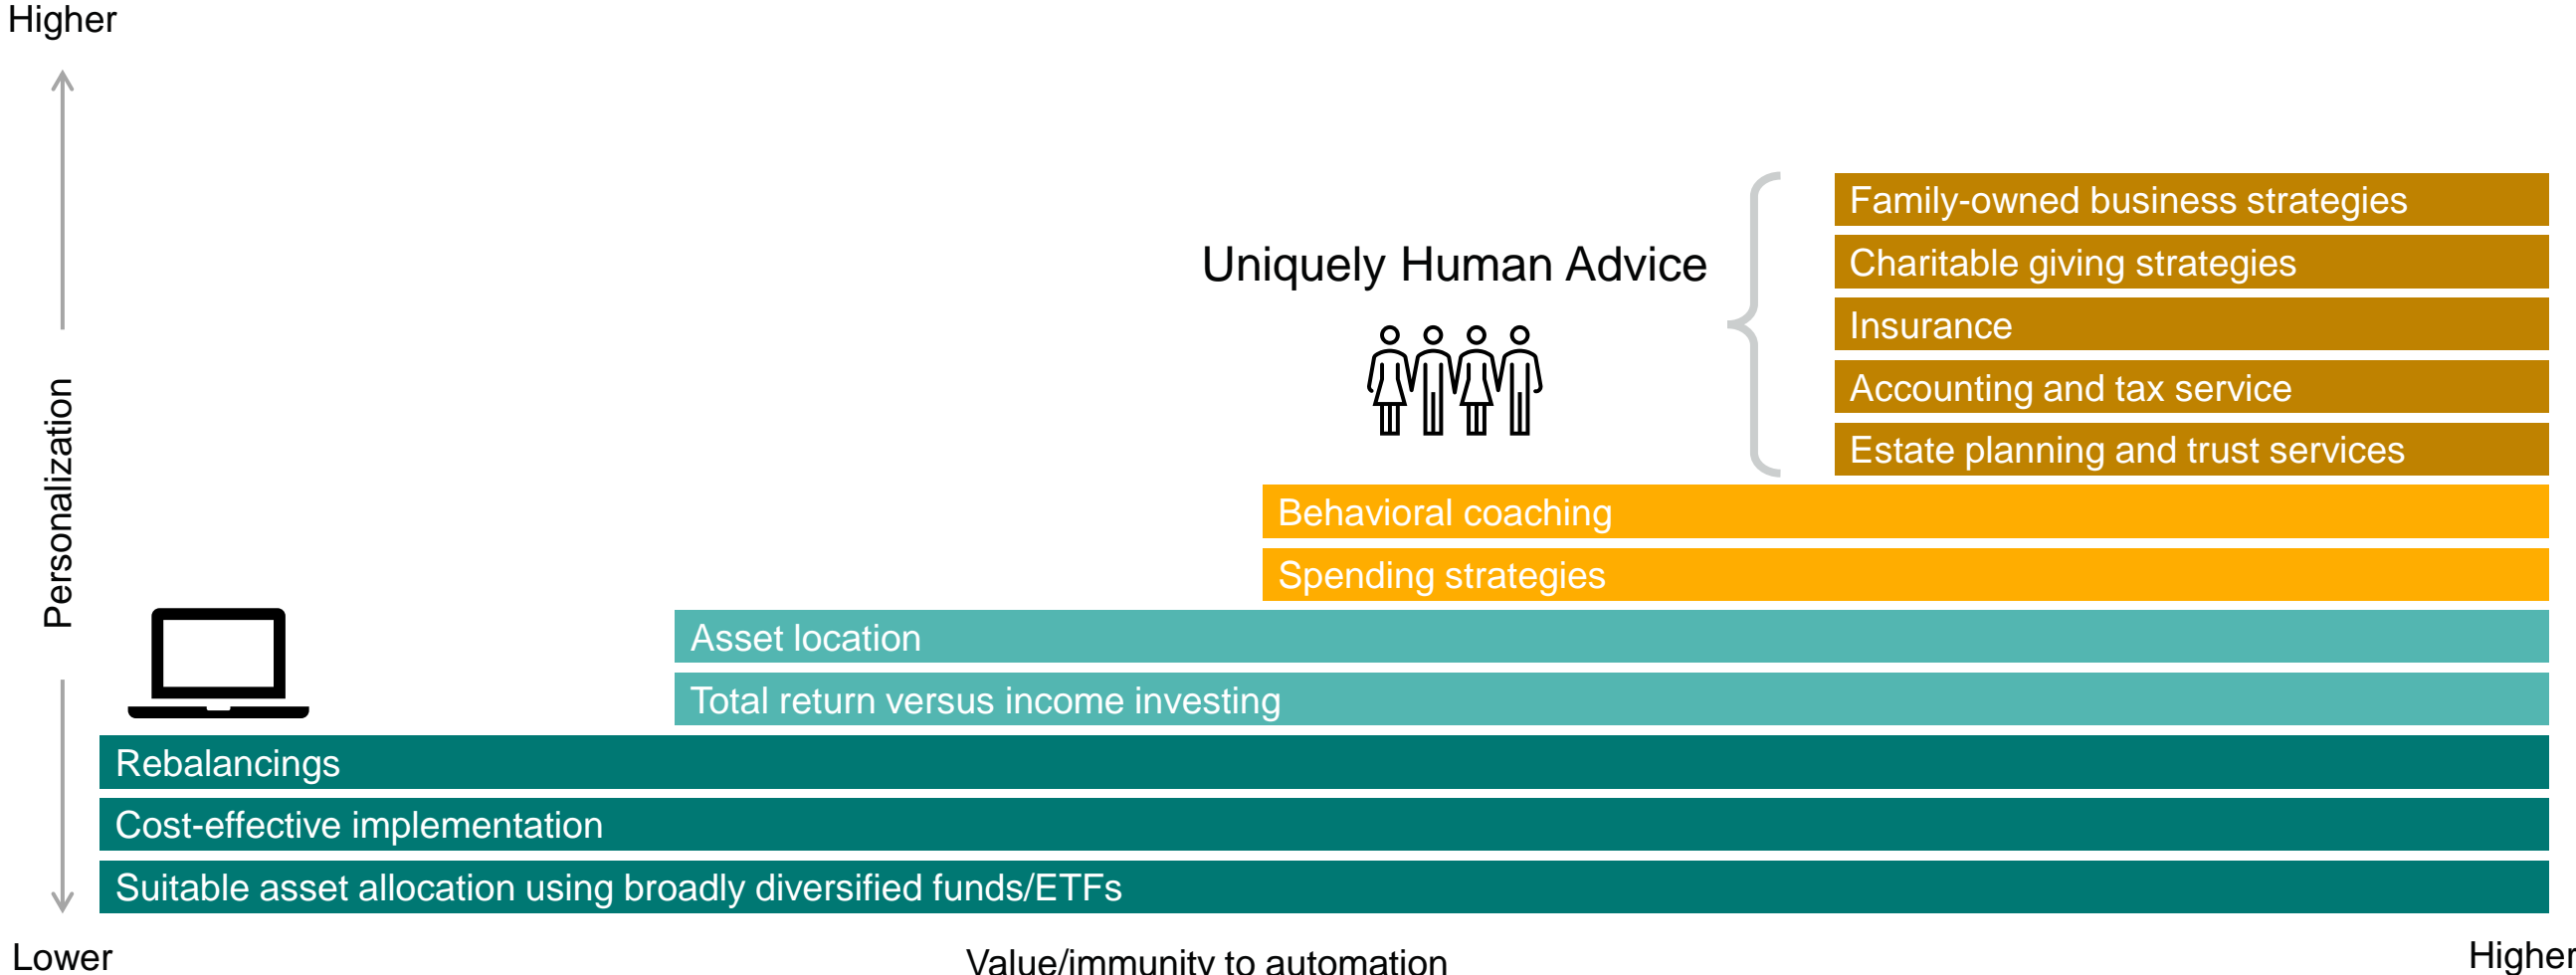 Higher
Personalization
Uniquely Human Advice
Family-owned business strategies
Charitable giving strategies
Insurance
Accounting and tax service
Estate planning and trust services
Behavioral coaching
Spending strategies
Asset location
Total return versus income investing
Rebalancings
Cost-effective implementation
Suitable asset allocation using broadly diversified funds/ETFs
Lower
Value/immunity to automation
Higher